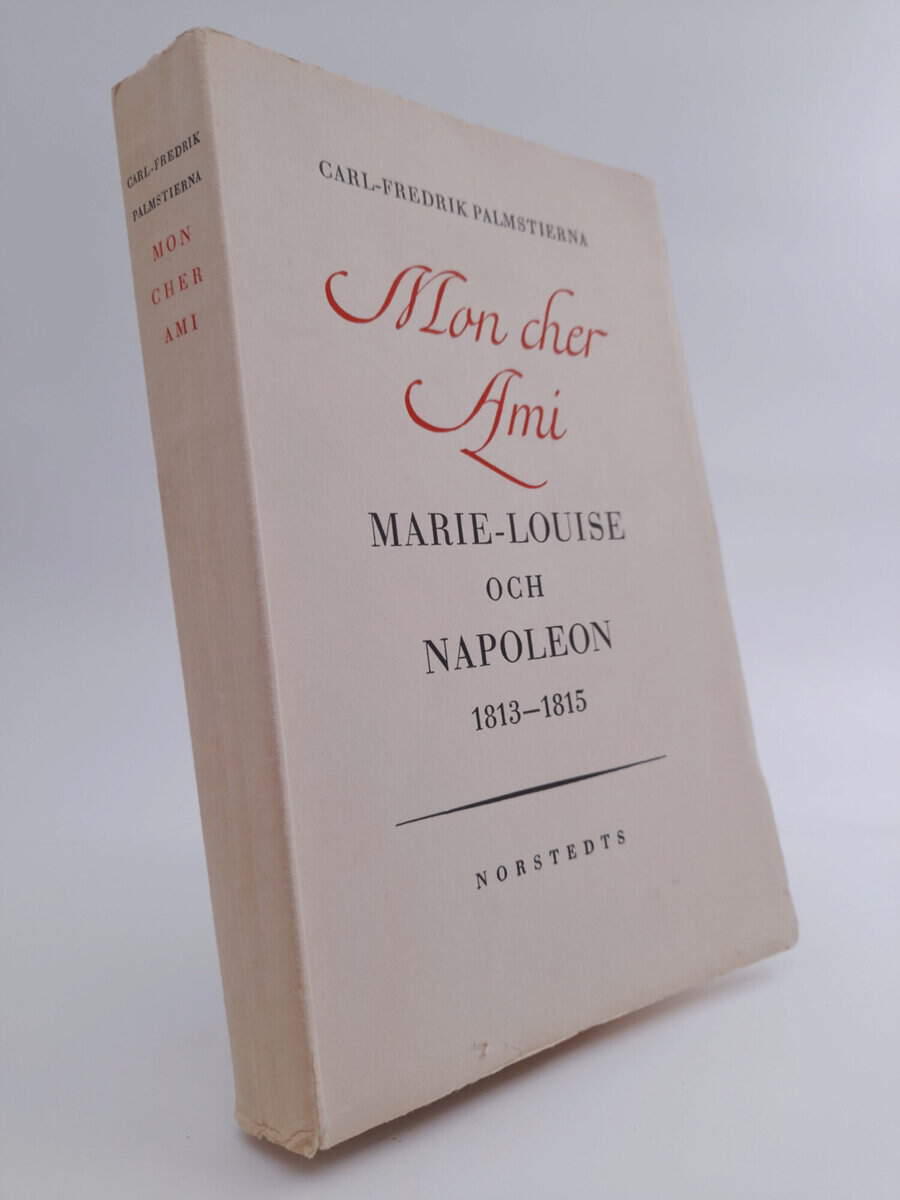 CARL-FREDRIK
PALMSTIERNA
MON
CHER
AMI
CARL-FREDRIK PALMSTIERNA
Mon cher
Ami
MARIE-LOUISE
OCH
NAPOLEON
1813–1815
NORSTEDTS